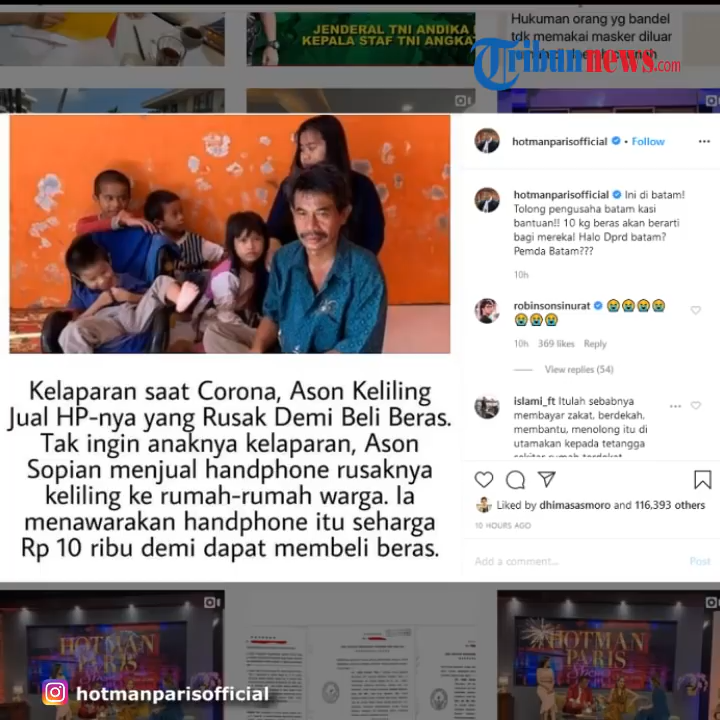 JENDERAL TNI ANDIKA
KEPALA STAF TNI ANGKAT
Hukuman orang yg bandel
tdk memakai masker diluar
Tribunnews.com
hotmanparisofficial • Follow
hotmanparisofficial Ini di batam!
Tolong pengusaha batam kasi
bantuan!! 10 kg beras akan berarti
bagi mereka! Halo Dprd batam?
Pemda Batam???
10h
robinsonsinurat 😭😭😭😭
😭😭😭
10h 369 likes Reply
View replies (54)
islami_ft Itulah sebabnya
membayar zakat, berdekah,
membantu, menolong itu di
utamakan kepada tetangga
Kelaparan saat Corona, Ason Keliling
Jual HP-nya yang Rusak Demi Beli Beras.
Tak ingin anaknya kelaparan, Ason
Sopian menjual handphone rusaknya
keliling ke rumah-rumah warga. Ia
menawarakan handphone itu seharga
Rp 10 ribu demi dapat membeli beras.
Liked by dhimasasmoro and 116,393 others
10 HOURS AGO
Add a comment...
Post
HOTMAN
PARIS
HOTMAN
PARIS
hotmanparisofficial